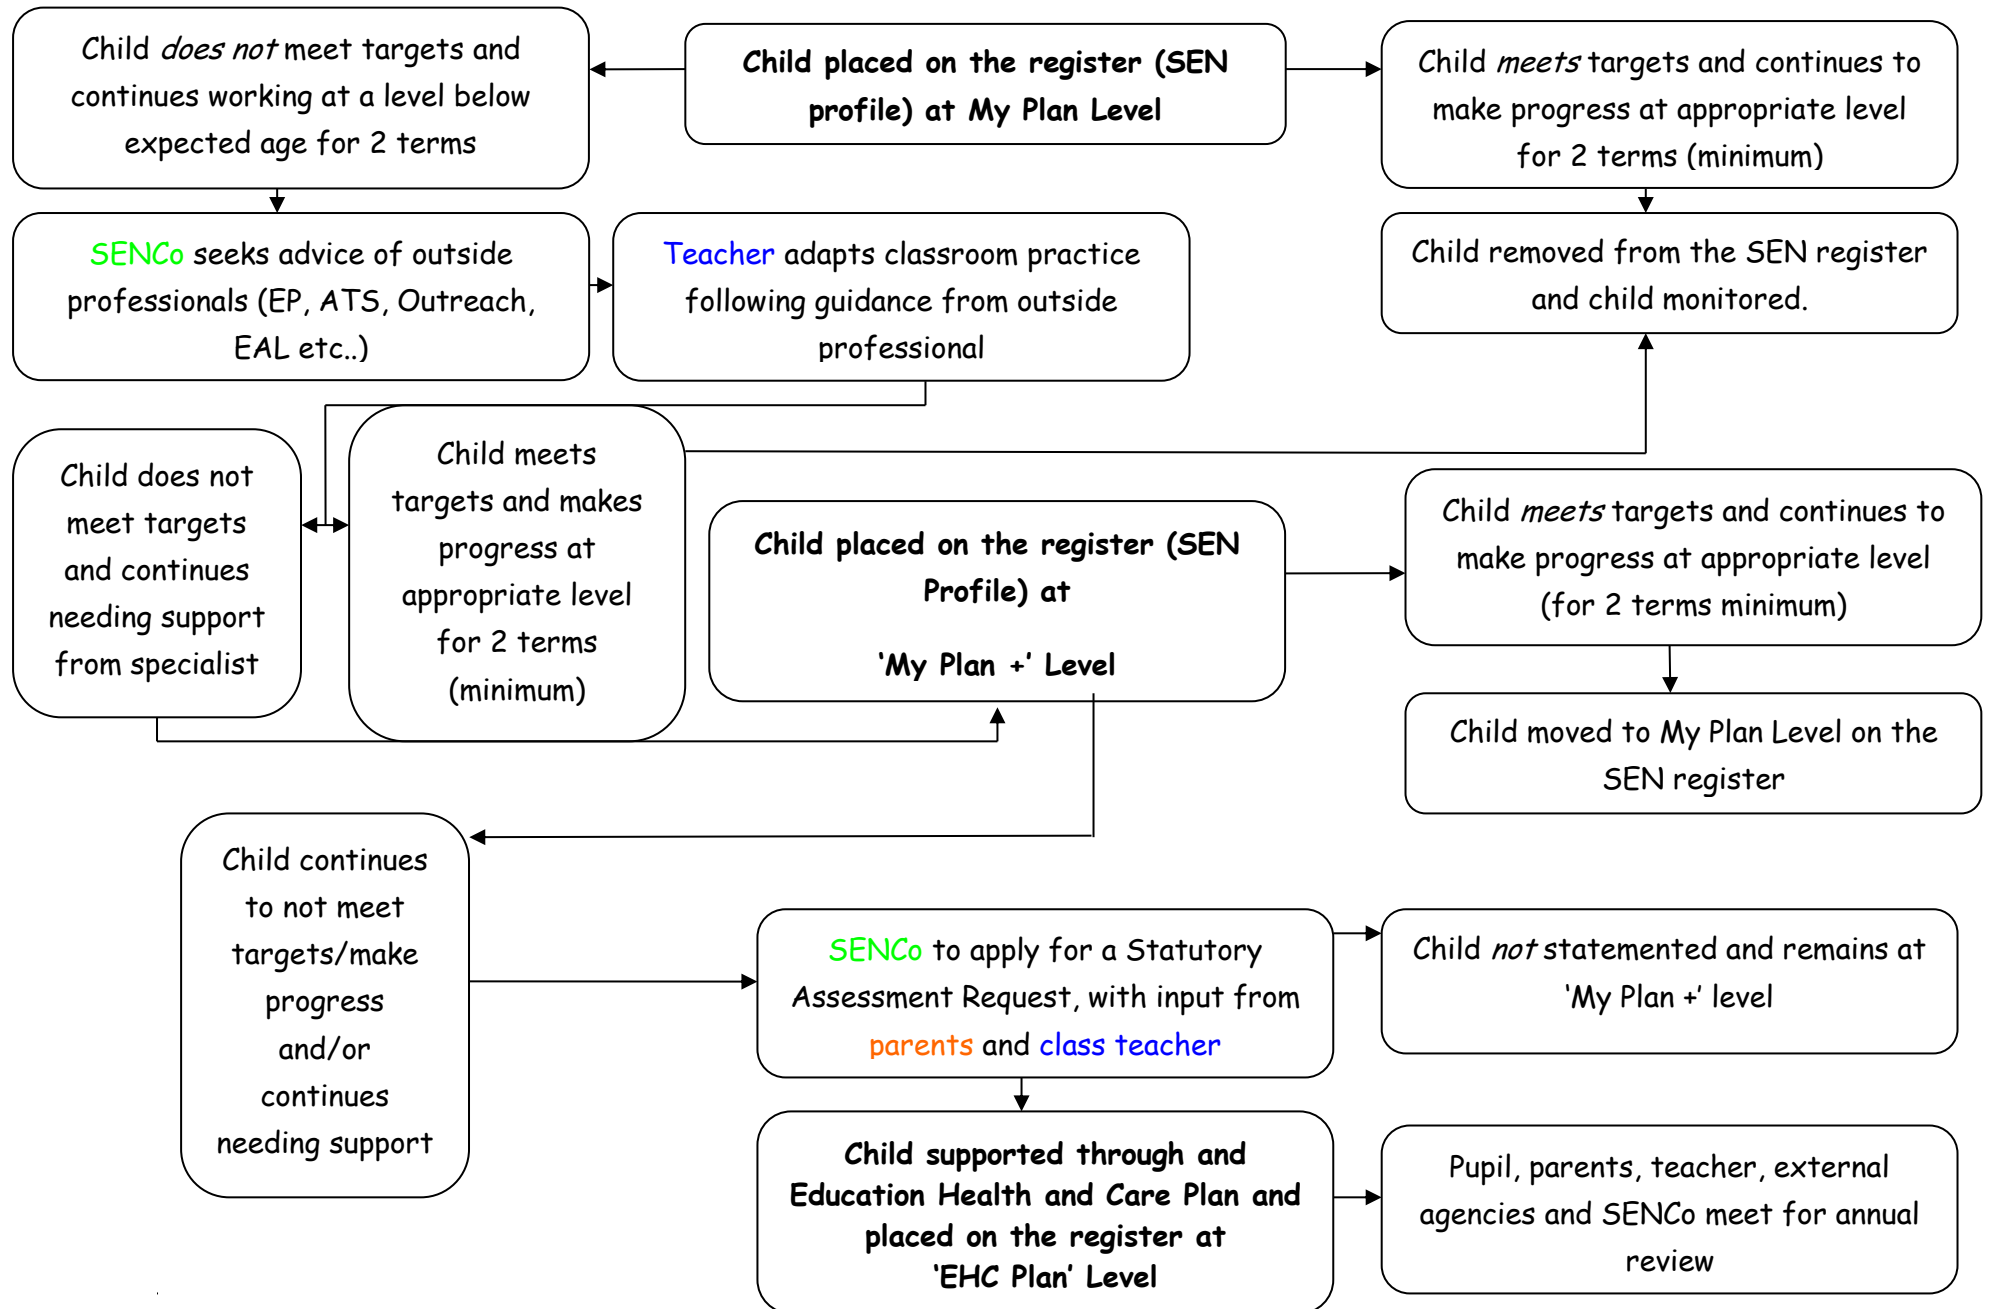 Child does not meet targets and
continues working at a level below
expected age for 2 terms
Child placed on the register (SEN
profile) at My Plan Level
Child meets targets and continues to
make progress at appropriate level
for 2 terms (minimum)
SENCo seeks advice of outside
professionals (EP, ATS, Outreach,
EAL etc..)
Teacher adapts classroom practice
following guidance from outside
professional
Child removed from the SEN register
and child monitored.
Child does not
meet targets
and continues
needing support
from specialist
Child meets
targets and makes
progress at
appropriate level
for 2 terms
(minimum)
Child placed on the register (SEN
Profile) at
‘My Plan +’ Level
Child meets targets and continues to
make progress at appropriate level
(for 2 terms minimum)
Child moved to My Plan Level on the
SEN register
Child continues
to not meet
targets/make
progress
and/or
continues
needing support
SENCo to apply for a Statutory
Assessment Request, with input from
parents and class teacher
Child not statemented and remains at
‘My Plan +’ level
Child supported through and
Education Health and Care Plan and
placed on the register at
‘EHC Plan’ Level
Pupil, parents, teacher, external
agencies and SENCo meet for annual
review